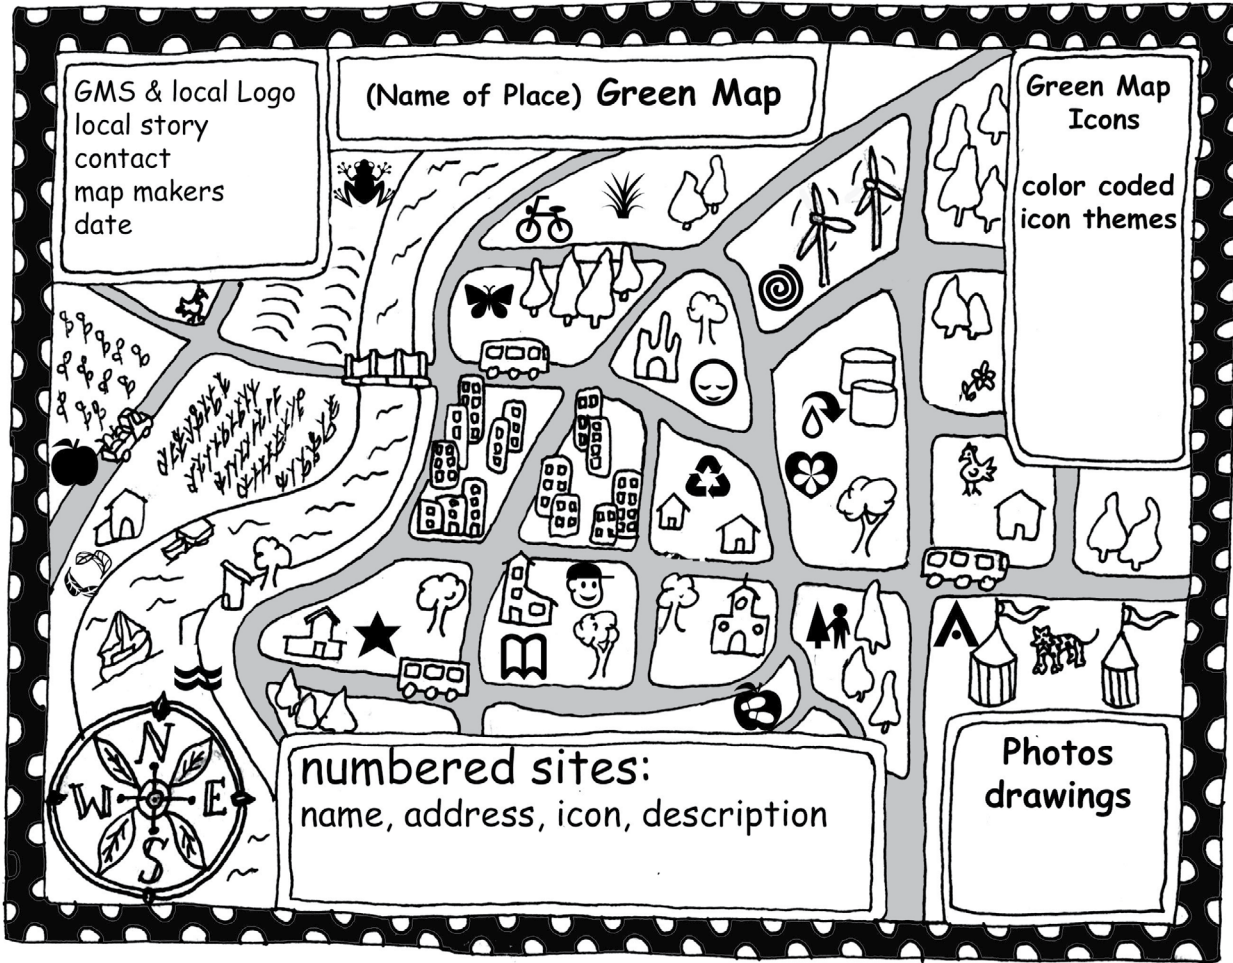 GMS & local Logo
local story
contact
map makers
date
(Name of Place) Green Map
Green Map
Icons
color coded
icon themes
N
W E
S
numbered sites:
name, address, icon, description
Photos
drawings